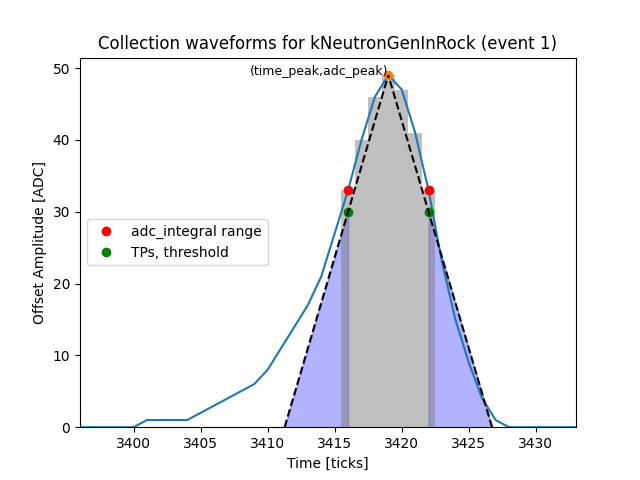 Collection waveforms for kNeutronGenInRock (event 1)
(time_peak,adc_peak)
50
40
30
20
10
0
Offset Amplitude [ADC]
adc_integral range
TPs, threshold
3400 3405 3410 3415 3420 3425 3430
Time [ticks]